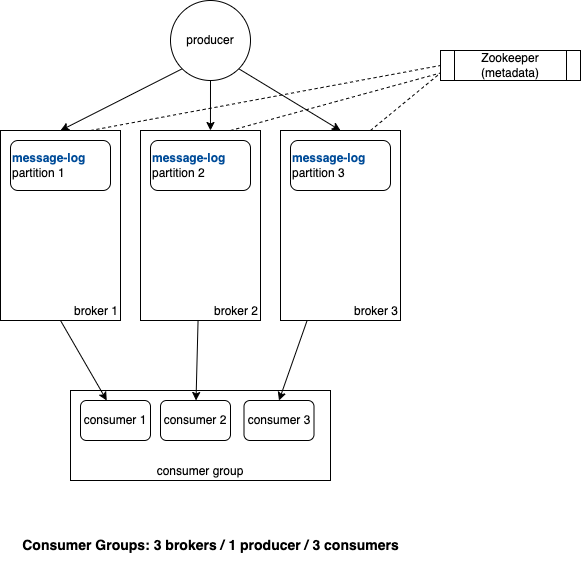 producer
Zookeeper
(metadata)
message-log
partition 1
message-log
partition 2
message-log
partition 3
broker 1
broker 2
broker 3
consumer 1
consumer 2
consumer 3
consumer group
Consumer Groups: 3 brokers / 1 producer / 3 consumers